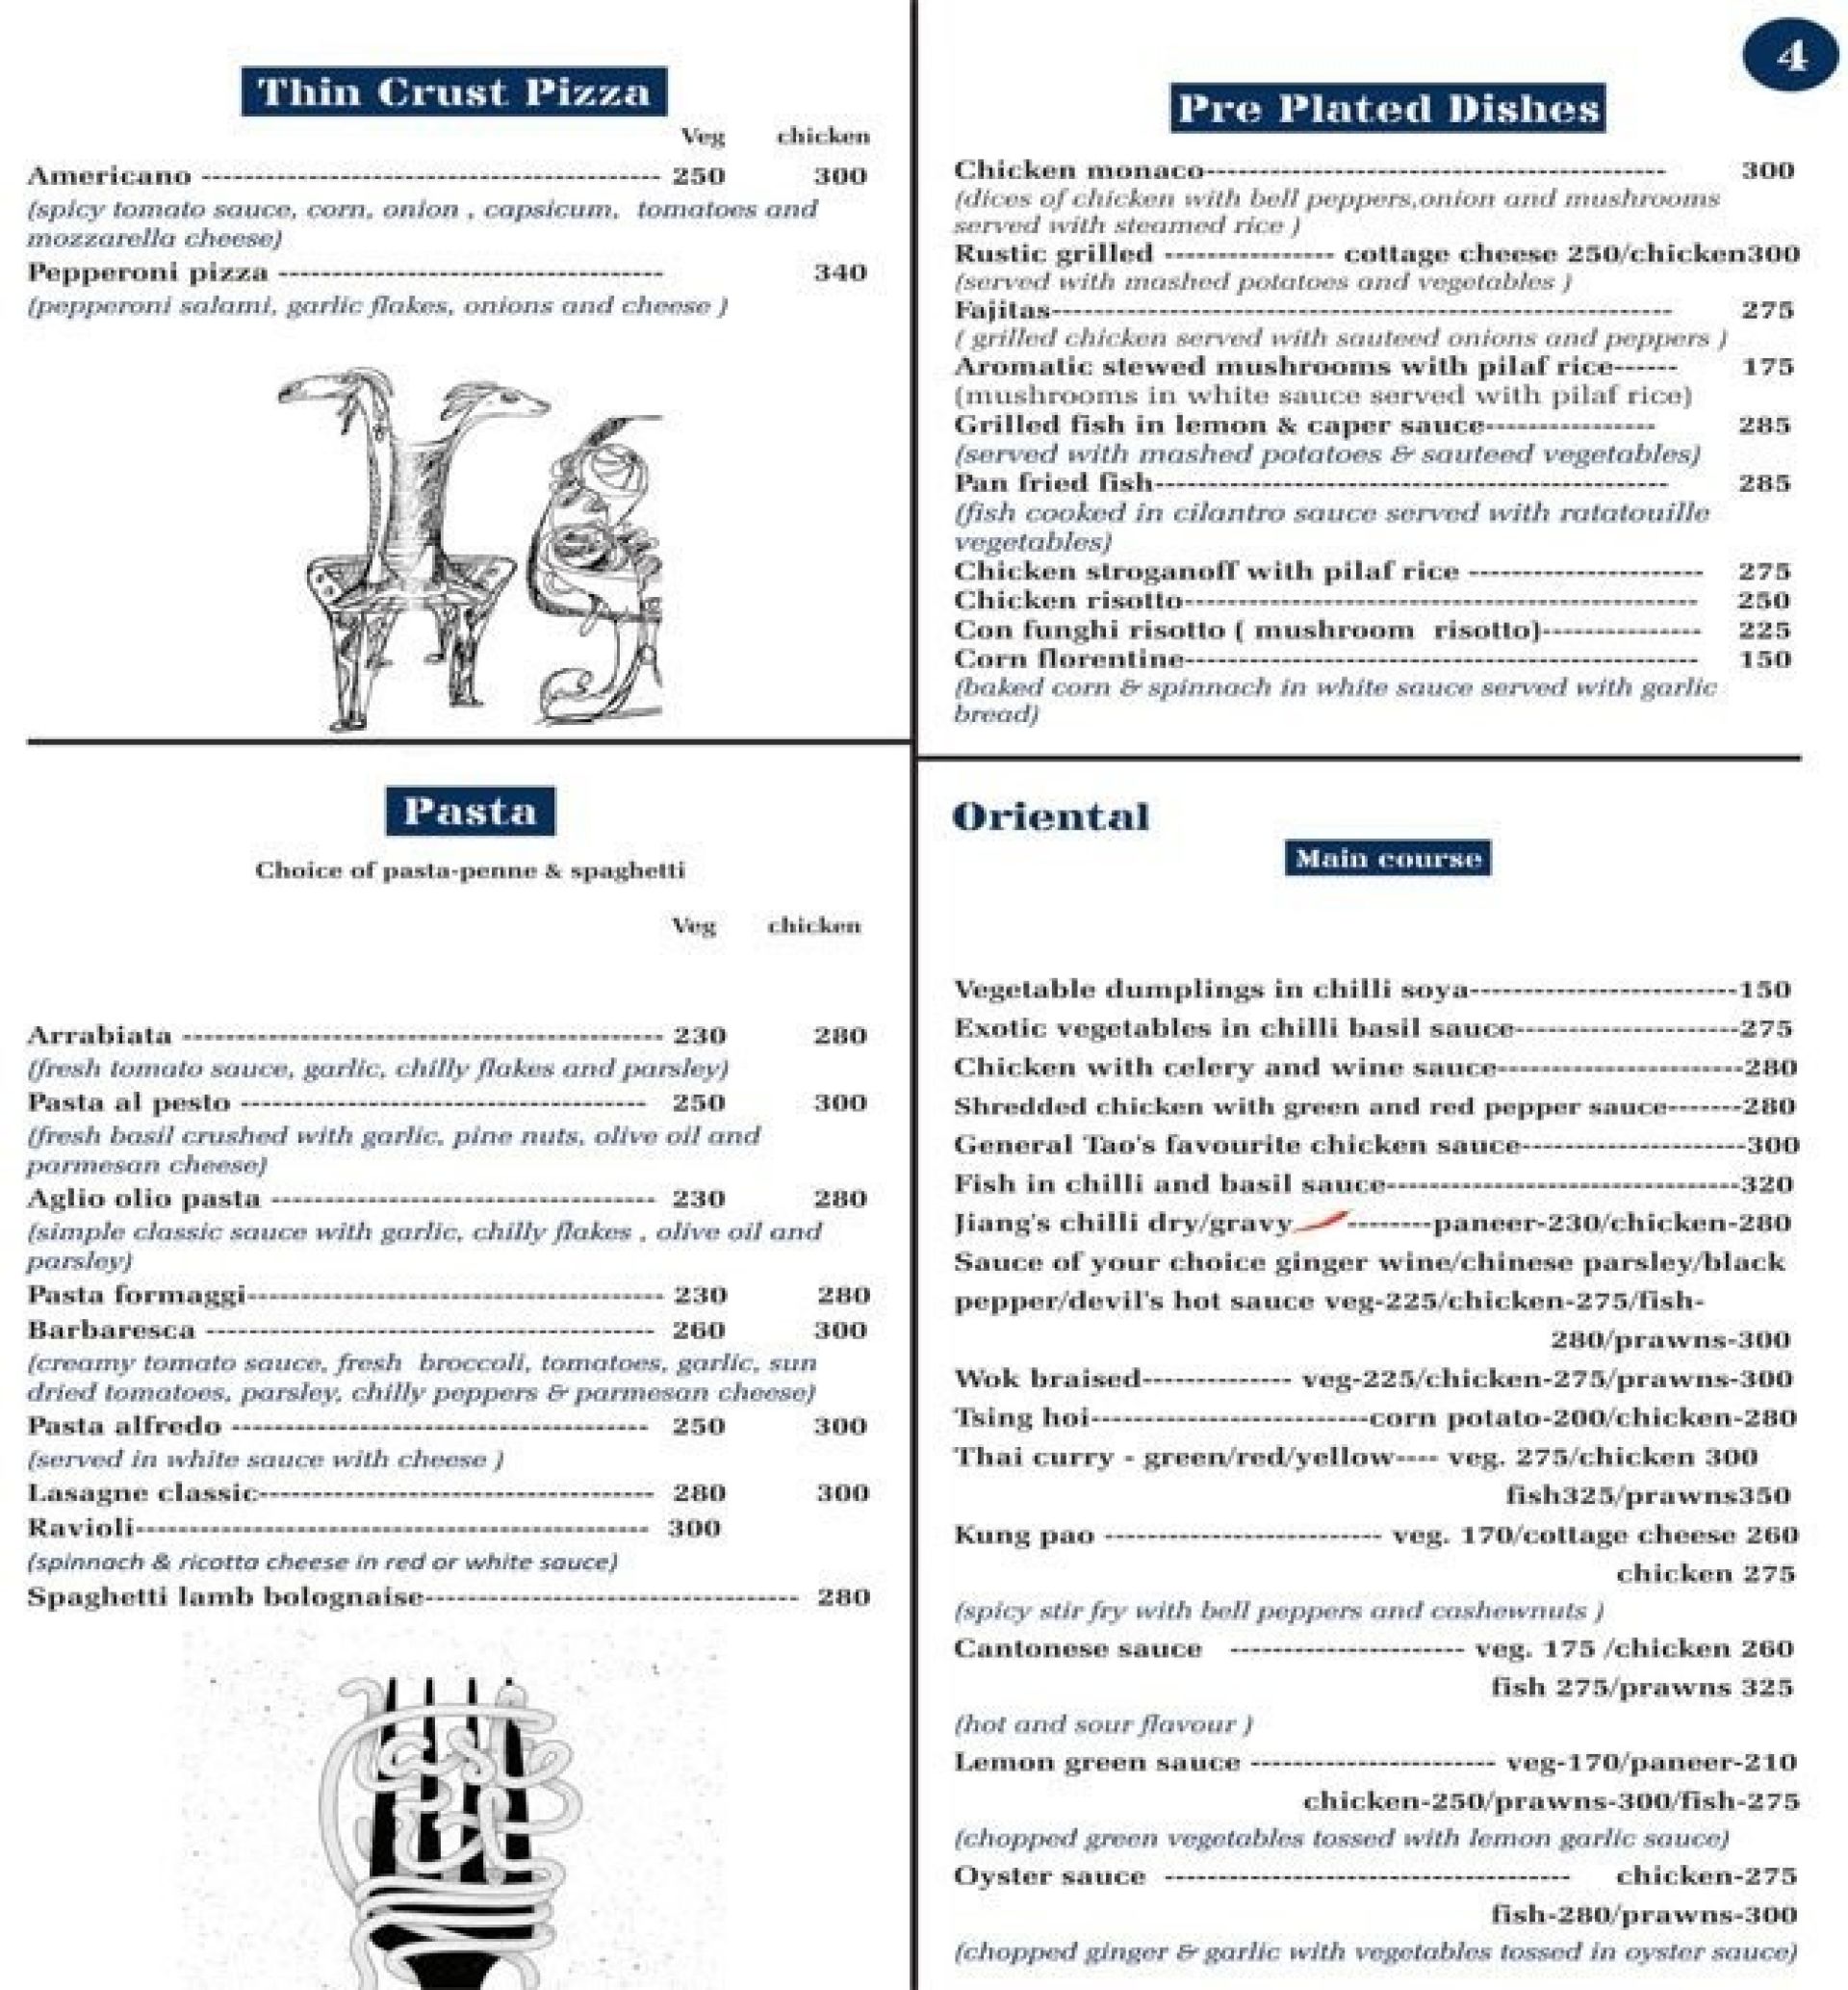 Thin Crust Pizza
Veg chicken
Americano ------------------------------------------- 250 300
(spicy tomato sauce, corn, onion , capsicum, tomatoes and
mozzarella cheese)
Pepperoni pizza ------------------------------------ 340
(pepperoni salami, garlic flakes, onions and cheese )
Pasta
Choice of pasta-penne & spaghetti
Veg chicken
Arrabiata --------------------------------------------- 230 280
(fresh tomato sauce, garlic, chilly flakes and parsley)
Pasta al pesto -------------------------------------- 250 300
(fresh basil crushed with garlic, pine nuts, olive oil and
parmesan cheese)
Aglio olio pasta ------------------------------------ 230 280
(simple classic sauce with garlic, chilly flakes , olive oil and
parsley)
Pasta formaggi--------------------------------------- 230 280
Barbaresca ------------------------------------------ 260 300
(creamy tomato sauce, fresh broccoli, tomatoes, garlic, sun
dried tomatoes, parsley, chilly peppers & parmesan cheese)
Pasta alfredo --------------------------------------- 250 300
(served in white sauce with cheese )
Lasagne classic------------------------------------- 280 300
Ravioli------------------------------------------------ 300
(spinnach & ricotta cheese in red or white sauce)
Spaghetti lamb bolognaise----------------------------------- 280
4
Pre Plated Dishes
Chicken monaco------------------------------------------- 300
(dices of chicken with bell peppers,onion and mushrooms
served with steamed rice )
Rustic grilled ---------------- cottage cheese 250/chicken300
(served with mashed potatoes and vegetables )
Fajitas---------------------------------------------------------- 275
( grilled chicken served with sauteed onions and peppers )
Aromatic stewed mushrooms with pilaf rice------ 175
(mushrooms in white sauce served with pilaf rice)
Grilled fish in lemon & caper sauce---------------- 285
(served with mashed potatoes & sauteed vegetables)
Pan fried fish------------------------------------------------ 285
(fish cooked in cilantro sauce served with ratatouille
vegetables)
Chicken stroganoff with pilaf rice ---------------------- 275
Chicken risotto------------------------------------------------ 250
Con funghi risotto ( mushroom risotto)--------------- 225
Corn florentine------------------------------------------------ 150
(baked corn & spinnach in white sauce served with garlic
bread)
Oriental
Main course
Vegetable dumplings in chilli soya-------------------------150
Exotic vegetables in chilli basil sauce---------------------275
Chicken with celery and wine sauce-----------------------280
Shredded chicken with green and red pepper sauce-------280
General Tao's favourite chicken sauce---------------------300
Fish in chilli and basil sauce---------------------------------320
Jiang's chilli dry/gravy --------paneer-230/chicken-280
Sauce of your choice ginger wine/chinese parsley/black
pepper/devil's hot sauce veg-225/chicken-275/fish-
280/prawns-300
Wok braised-------------- veg-225/chicken-275/prawns-300
Tsing hoi--------------------------corn potato-200/chicken-280
Thai curry - green/red/yellow---- veg. 275/chicken 300
fish325/prawns350
Kung pao -------------------------- veg. 170/cottage cheese 260
chicken 275
(spicy stir fry with bell peppers and cashewnuts )
Cantonese sauce ---------------------- veg. 175 /chicken 260
fish 275/prawns 325
(hot and sour flavour )
Lemon green sauce ----------------------- veg-170/paneer-210
chicken-250/prawns-300/fish-275
(chopped green vegetables tossed with lemon garlic sauce)
Oyster sauce -------------------------------------- chicken-275
fish-280/prawns-300
(chopped ginger & garlic with vegetables tossed in oyster sauce)